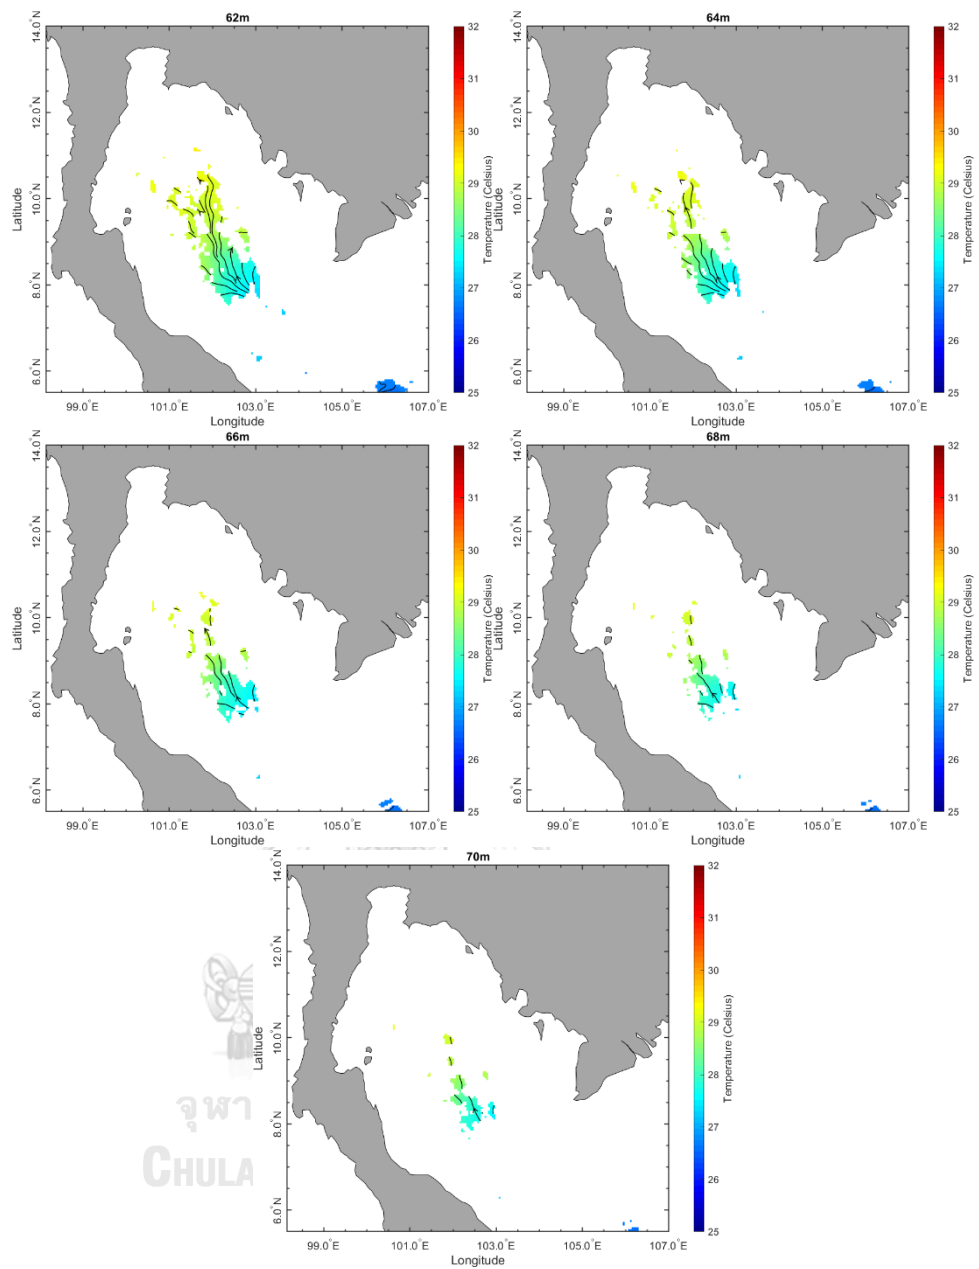 62m
14.0°N
12.0°N
10.0°N
8.0°N
6.0°N
Latitude
99.0°E 101.0°E 103.0°E 105.0°E 107.0°E
Longitude
32
31
30
29
28
27
26
25
Temperature (Celsius)
64m
14.0°N
12.0°N
10.0°N
8.0°N
6.0°N
Latitude
99.0°E 101.0°E 103.0°E 105.0°E 107.0°E
Longitude
32
31
30
29
28
27
26
25
Temperature (Celsius)
66m
14.0°N
12.0°N
10.0°N
8.0°N
6.0°N
Latitude
99.0°E 101.0°E 103.0°E 105.0°E 107.0°E
Longitude
32
31
30
29
28
27
26
25
Temperature (Celsius)
68m
14.0°N
12.0°N
10.0°N
8.0°N
6.0°N
Latitude
99.0°E 101.0°E 103.0°E 105.0°E 107.0°E
Longitude
32
31
30
29
28
27
26
25
Temperature (Celsius)
70m
14.0°N
12.0°N
10.0°N
8.0°N
6.0°N
Latitude
99.0°E 101.0°E 103.0°E 105.0°E 107.0°E
Longitude
32
31
30
29
28
27
26
25
Temperature (Celsius)
จุฬา
CHULA